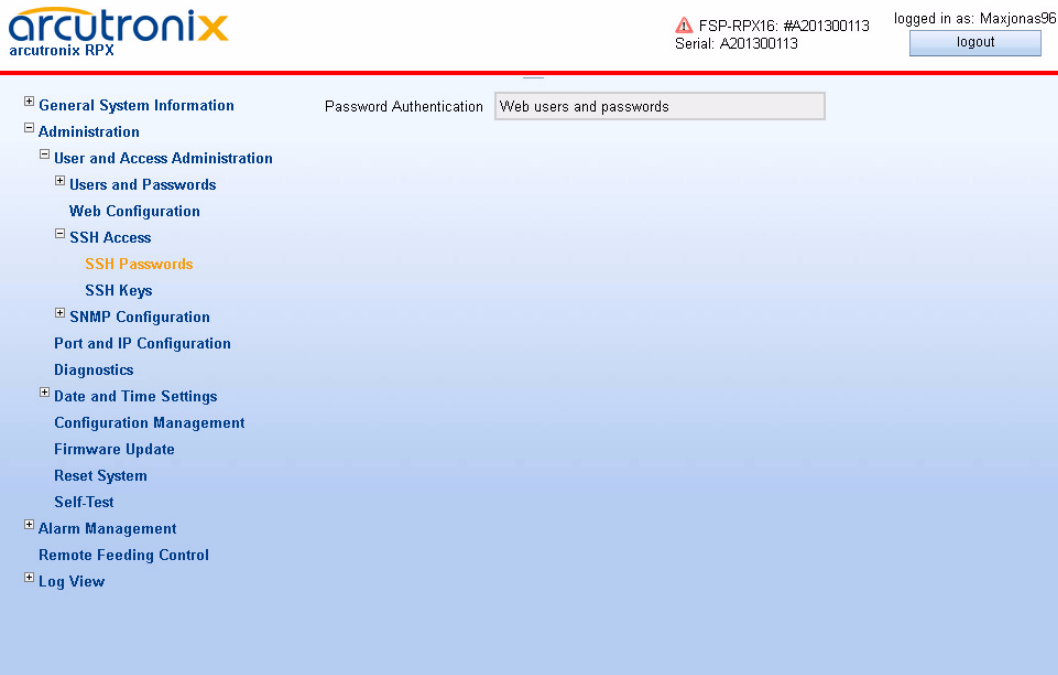 arcutronix
arcutronix RPX
FSP-RPX16: #A201300113
Serial: A201300113
logged in as: Maxjonas96
logout
General System Information
Administration
User and Access Administration
Users and Passwords
Web Configuration
SSH Access
SSH Passwords
SSH Keys
SNMP Configuration
Port and IP Configuration
Diagnostics
Date and Time Settings
Configuration Management
Firmware Update
Reset System
Self-Test
Alarm Management
Remote Feeding Control
Log View
Password Authentication Web users and passwords